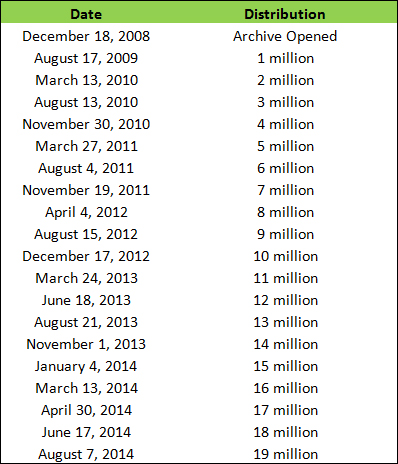 Date Distribution
December 18, 2008 Archive Opened
August 17, 2009 1 million
March 13, 2010 2 million
August 13, 2010 3 million
November 30, 2010 4 million
March 27, 2011 5 million
August 4, 2011 6 million
November 19, 2011 7 million
April 4, 2012 8 million
August 15, 2012 9 million
December 17, 2012 10 million
March 24, 2013 11 million
June 18, 2013 12 million
August 21, 2013 13 million
November 1, 2013 14 million
January 4, 2014 15 million
March 13, 2014 16 million
April 30, 2014 17 million
June 17, 2014 18 million
August 7, 2014 19 million